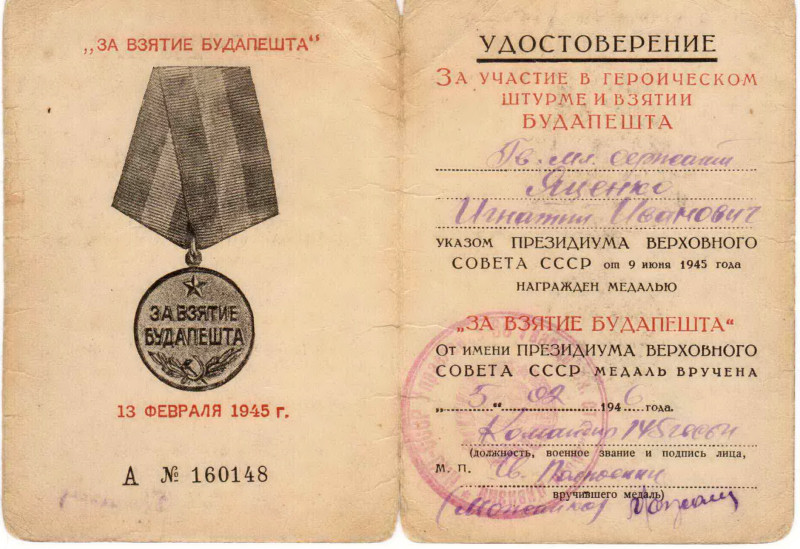 „ЗА ВЗЯТИЕ БУДАПЕШТА“
ЗА ВЗЯТИЕ
БУДАПЕШТА
13 ФЕВРАЛЯ 1945 г.
А № 160148
УДОСТОВЕРЕНИЕ
ЗА УЧАСТИЕ В ГЕРОИЧЕСКОМ
ШТУРМЕ И ВЗЯТИИ
БУДАПЕШТА
Гв. мл. сержант
Яценко
Игнатий Иванович
УКАЗОМ ПРЕЗИДИУМА ВЕРХОВНОГО
СОВЕТА СССР от 9 июня 1945 года
НАГРАЖДЕН МЕДАЛЬЮ
„ЗА ВЗЯТИЕ БУДАПЕШТА“
От имени ПРЕЗИДИУМА ВЕРХОВНОГО
СОВЕТА СССР МЕДАЛЬ ВРУЧЕНА
„5“ 02 1946 года.
Командир 145
(должность, военное звание и подпись лица,
М. П.
вручившего медаль)